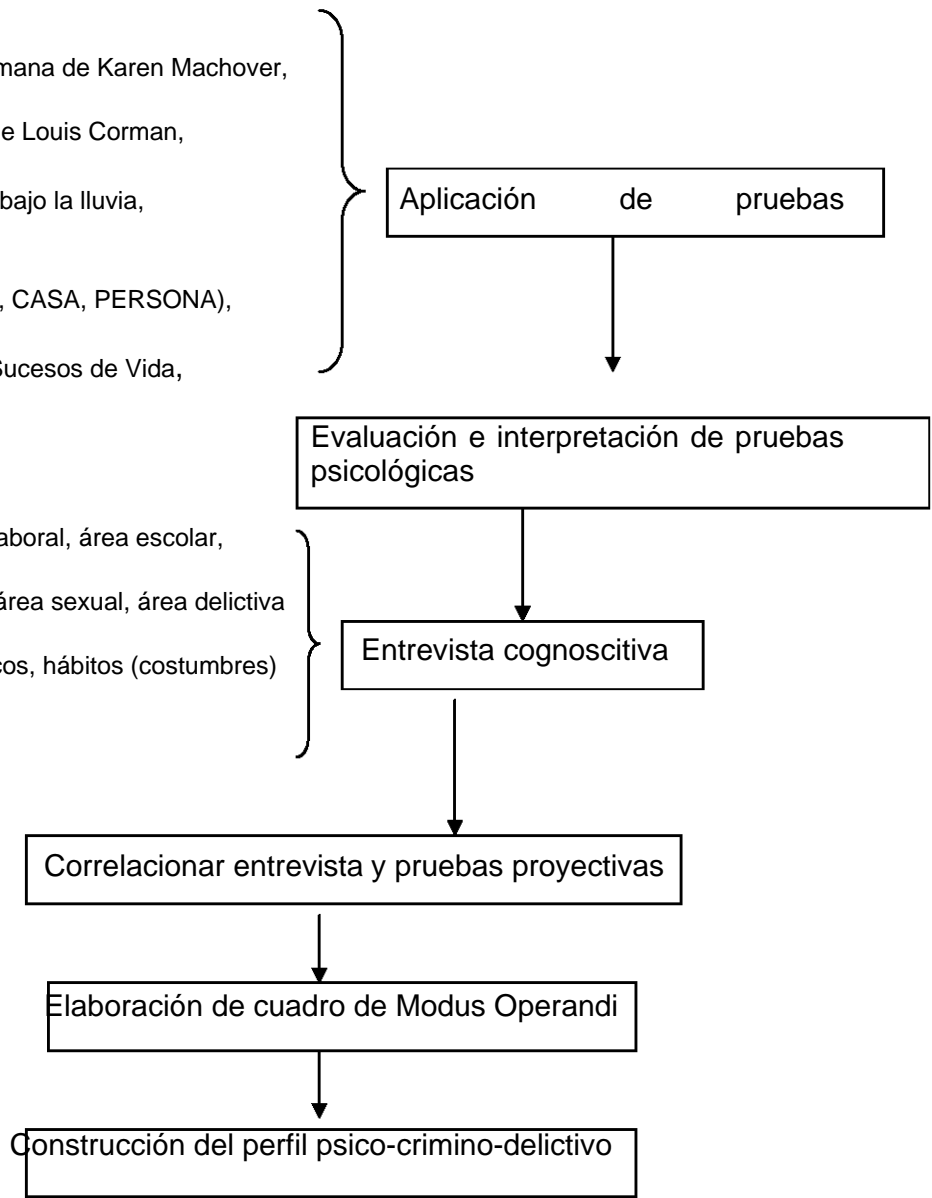 mana de Karen Machover,
e Louis Corman,
bajo la lluvia,
Aplicación de pruebas
, CASA, PERSONA),
Sucesos de Vida,
Evaluación e interpretación de pruebas
psicológicas
aboral, área escolar,
área sexual, área delictiva
cos, hábitos (costumbres)
Entrevista cognoscitiva
Correlacionar entrevista y pruebas proyectivas
Elaboración de cuadro de Modus Operandi
Construcción del perfil psico-crimino-delictivo